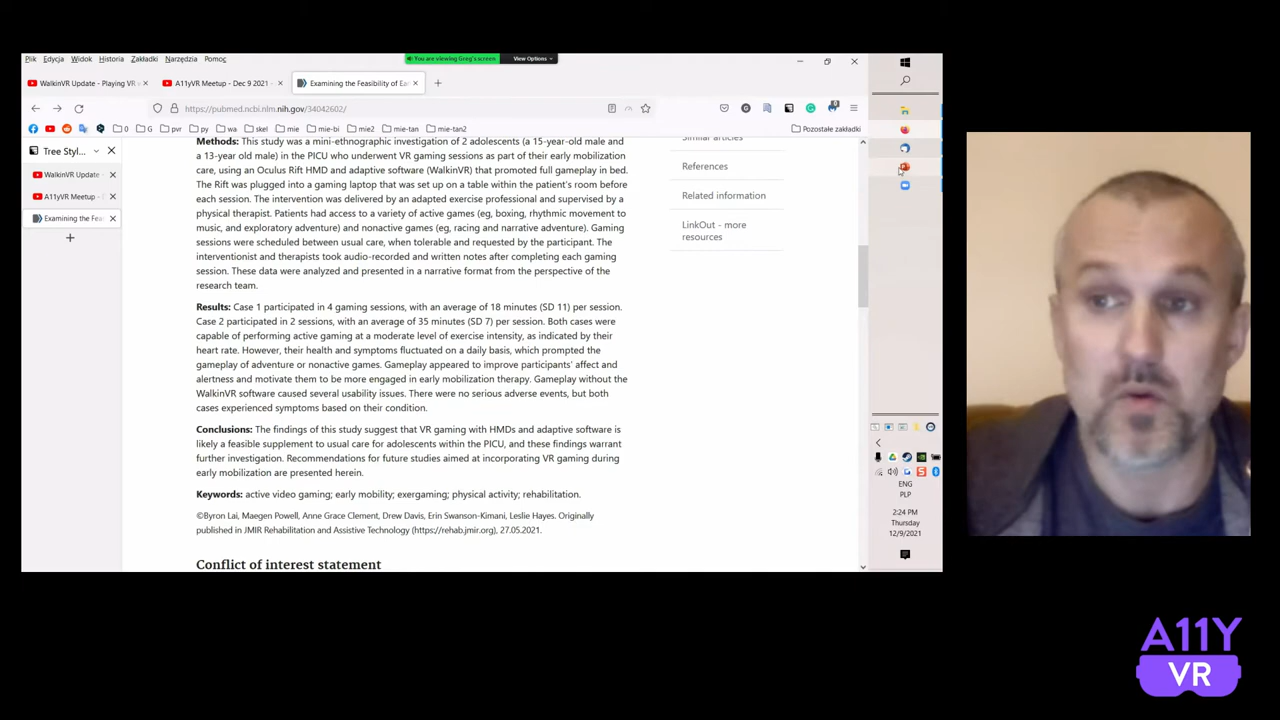 Plik Edycja Widok Historia Zakładki Narzędzia Pomoc
You are viewing Greg's screen View Options
WalkinVR Update - Playing VR
A11yVR Meetup - Dec 9 2021 -
Examining the Feasibility of Ea
https://pubmed.ncbi.nlm.nih.gov/34042602/
0 G pvr py wa skel mie mie-bi mie2 mie-tan mie-tan2
Pozostałe zakładki
Tree Styl...
WalkinVR Update
A11yVR Meetup -
Examining the Fea
Methods: This study was a mini-ethnographic investigation of 2 adolescents (a 15-year-old male and
a 13-year old male) in the PICU who underwent VR gaming sessions as part of their early mobilization
care, using an Oculus Rift HMD and adaptive software (WalkinVR) that promoted full gameplay in bed.
The Rift was plugged into a gaming laptop that was set up on a table within the patient's room before
each session. The intervention was delivered by an adapted exercise professional and supervised by a
physical therapist. Patients had access to a variety of active games (eg, boxing, rhythmic movement to
music, and exploratory adventure) and nonactive games (eg, racing and narrative adventure). Gaming
sessions were scheduled between usual care, when tolerable and requested by the participant. The
interventionist and therapists took audio-recorded and written notes after completing each gaming
session. These data were analyzed and presented in a narrative format from the perspective of the
research team.
Results: Case 1 participated in 4 gaming sessions, with an average of 18 minutes (SD 11) per session.
Case 2 participated in 2 sessions, with an average of 35 minutes (SD 7) per session. Both cases were
capable of performing active gaming at a moderate level of exercise intensity, as indicated by their
heart rate. However, their health and symptoms fluctuated on a daily basis, which prompted the
gameplay of adventure or nonactive games. Gameplay appeared to improve participants' affect and
alertness and motivate them to be more engaged in early mobilization therapy. Gameplay without the
WalkinVR software caused several usability issues. There were no serious adverse events, but both
cases experienced symptoms based on their condition.
Conclusions: The findings of this study suggest that VR gaming with HMDs and adaptive software is
likely a feasible supplement to usual care for adolescents within the PICU, and these findings warrant
further investigation. Recommendations for future studies aimed at incorporating VR gaming during
early mobilization are presented herein.
Keywords: active video gaming; early mobility; exergaming; physical activity; rehabilitation.
©Byron Lai, Maegen Powell, Anne Grace Clement, Drew Davis, Erin Swanson-Kimani, Leslie Hayes. Originally
published in JMIR Rehabilitation and Assistive Technology (https://rehab.jmir.org), 27.05.2021.
Conflict of interest statement
Similar articles
References
Related information
LinkOut - more
resources
ENG
PLP
2:24 PM
Thursday
12/9/2021
A11Y
VR